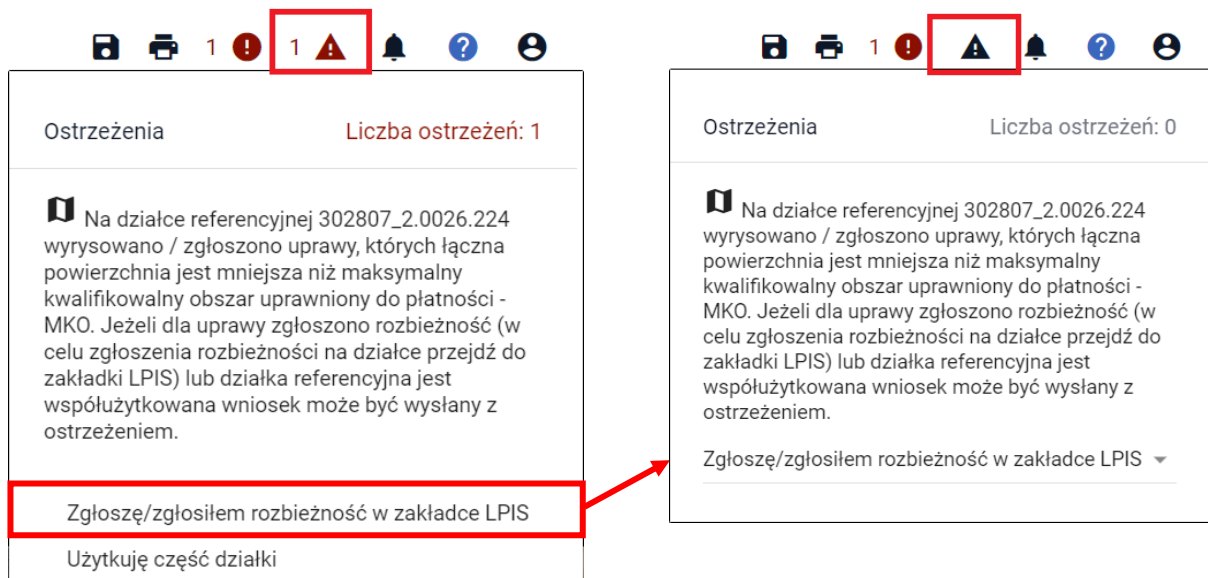 1 1
Ostrzeżenia Liczba ostrzeżeń: 1
Na działce referencyjnej 302807_2.0026.224
wyrysowano / zgłoszono uprawy, których łączna
powierzchnia jest mniejsza niż maksymalny
kwalifikowalny obszar uprawniony do płatności -
MKO. Jeżeli dla uprawy zgłoszono rozbieżność (w
celu zgłoszenia rozbieżności na działce przejdź do
zakładki LPIS) lub działka referencyjna jest
współużytkowana wniosek może być wysłany z
ostrzeżeniem.
Zgłoszę/zgłosiłem rozbieżność w zakładce LPIS
Użytkuję część działki
1
Ostrzeżenia Liczba ostrzeżeń: 0
Na działce referencyjnej 302807_2.0026.224
wyrysowano / zgłoszono uprawy, których łączna
powierzchnia jest mniejsza niż maksymalny
kwalifikowalny obszar uprawniony do płatności -
MKO. Jeżeli dla uprawy zgłoszono rozbieżność (w
celu zgłoszenia rozbieżności na działce przejdź do
zakładki LPIS) lub działka referencyjna jest
współużytkowana wniosek może być wysłany z
ostrzeżeniem.
Zgłoszę/zgłosiłem rozbieżność w zakładce LPIS